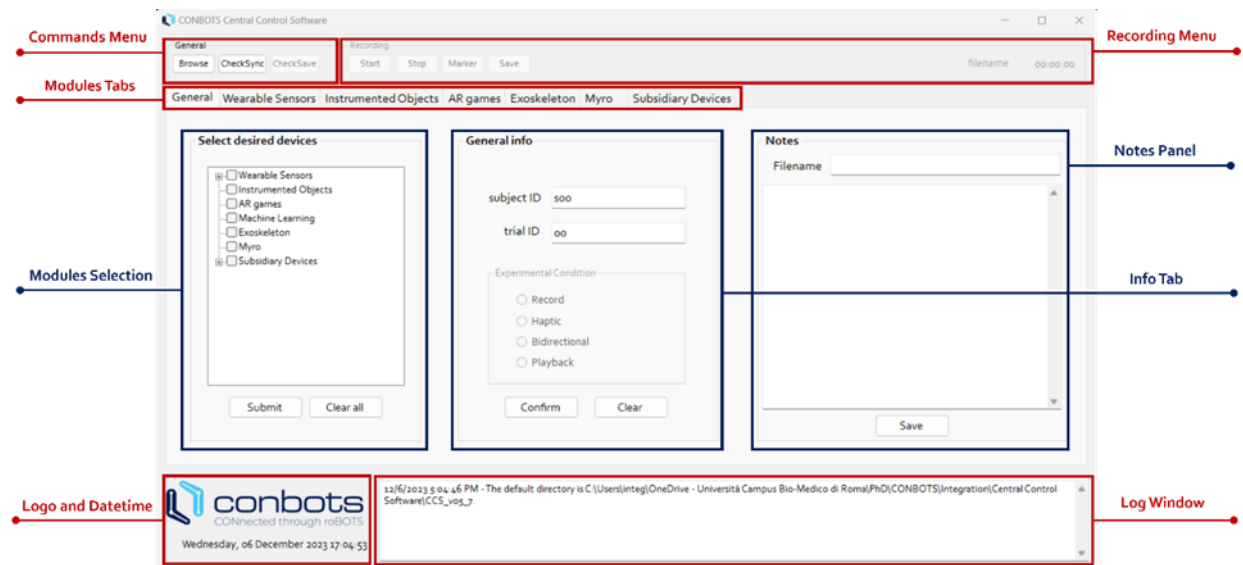 CONBOTS Central Control Software
Commands Menu
General
Browse CheckSync CheckSave
Recording
Start Stop Marker Save
filename 00:00:00
Recording Menu
Modules Tabs
General Wearable Sensors Instrumented Objects AR games Exoskeleton Myro Subsidiary Devices
Select desired devices
Wearable Sensors
Instrumented Objects
AR games
Machine Learning
Exoskeleton
Myro
Subsidiary Devices
Submit Clear all
Modules Selection
General info
subject ID s00
trial ID 00
Experimental Condition
Record
Haptic
Bidirectional
Playback
Confirm Clear
Notes
Filename
Save
Notes Panel
Info Tab
Logo and Datetime
conbots
CONnected through roBOTS
Wednesday, 06 December 2023 17:04:53
12/6/2023 5:04:46 PM - The default directory is C:\Users\integ\OneDrive - Università Campus Bio-Medico di Roma\PhD\CONBOTS\Integration\Central Control
Software\CCS_v05_7.
Log Window